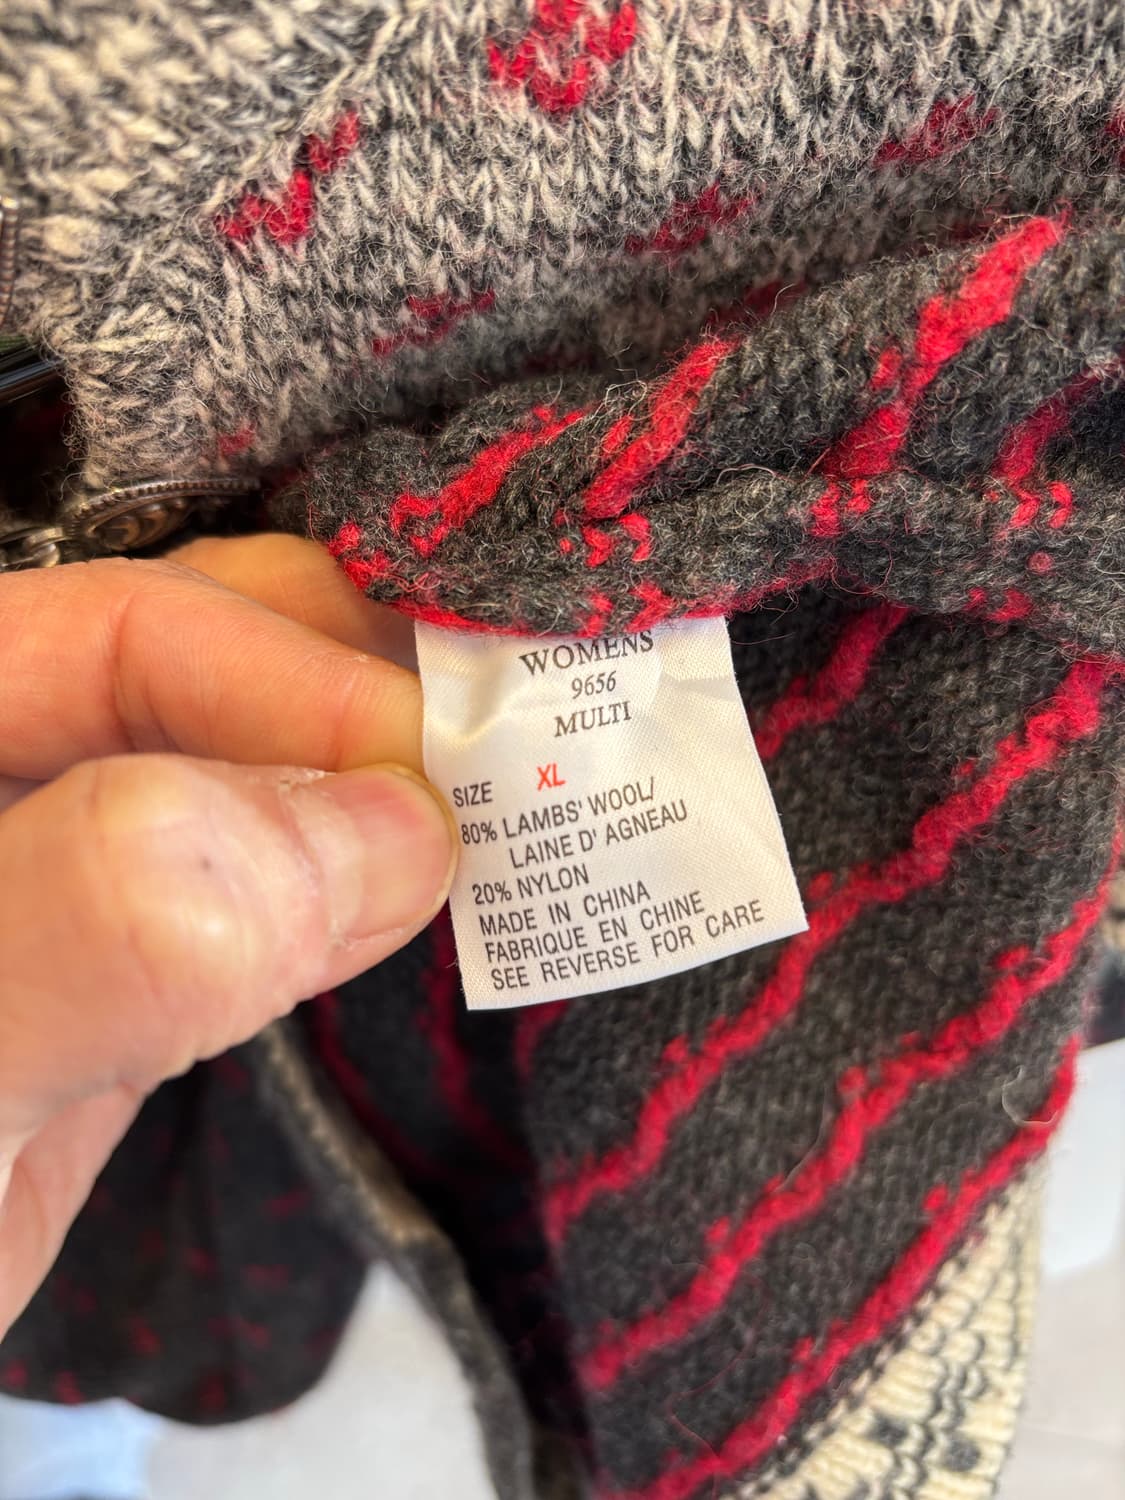 WOMENS
9656
MULTI
SIZE XL
80% LAMBS' WOOL/
LAINE D' AGNEAU
20% NYLON
MADE IN CHINA
FABRIQUE EN CHINE
SEE REVERSE FOR CARE